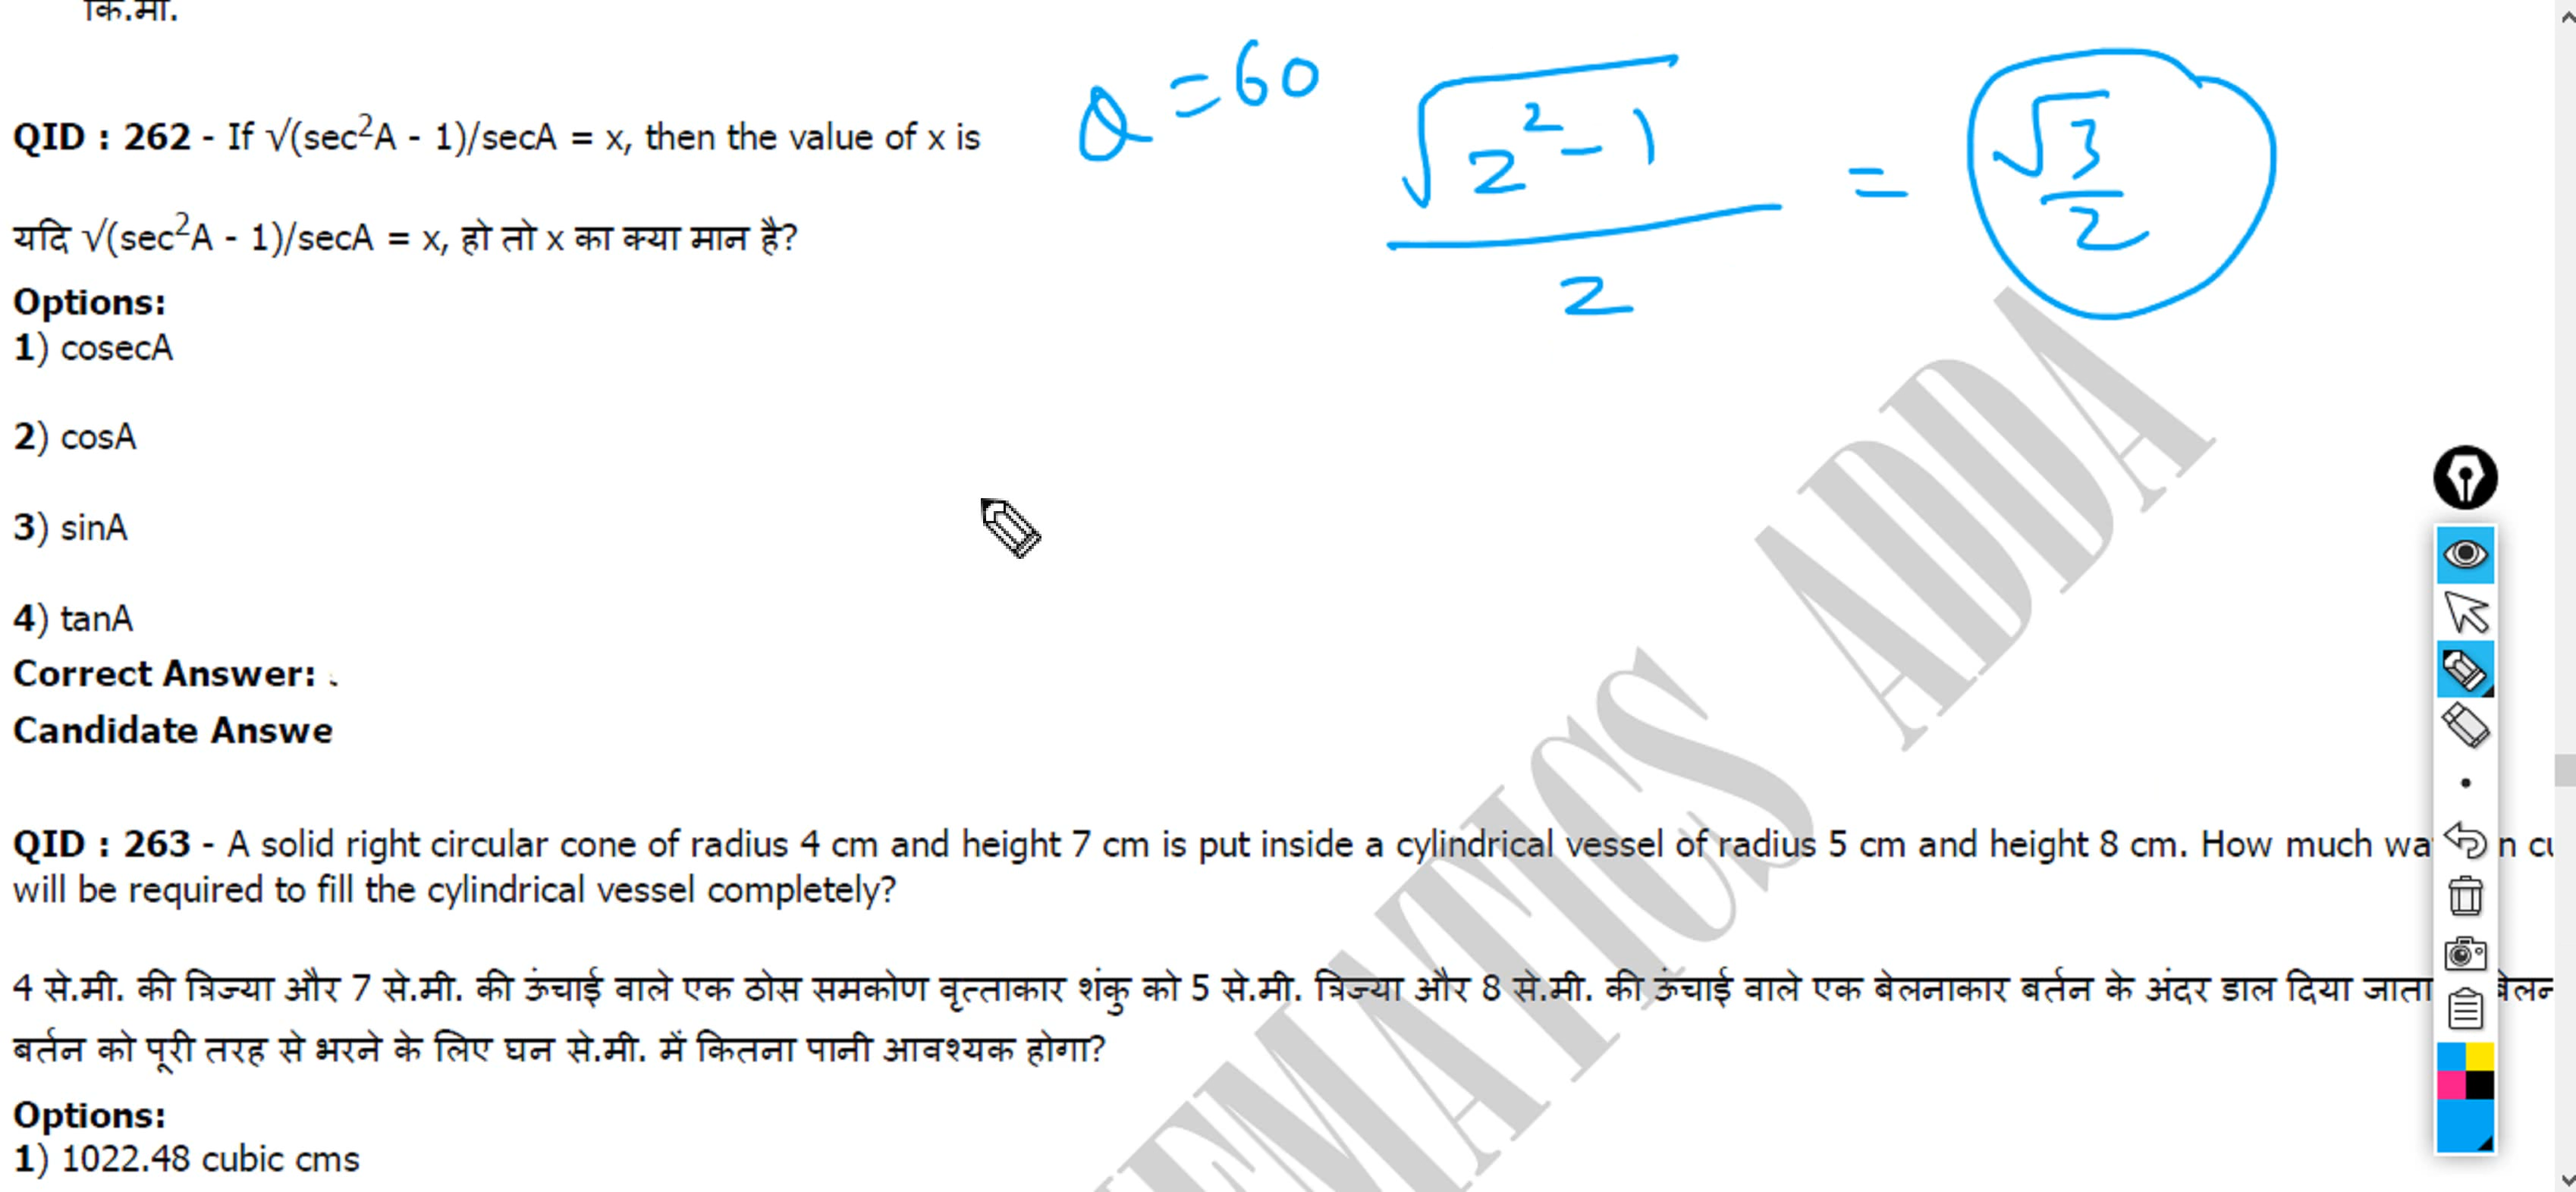 कि.मी.
QID : 262 - If √(sec²A - 1)/secA = x, then the value of x is
यदि √(sec²A - 1)/secA = x, हो तो x का क्या मान है?
Options:
1) cosecA
2) cosA
3) sinA
4) tanA
Correct Answer:
Candidate Answe
θ = 60
√(2² - 1) / 2 = √3 / 2
QID : 263 - A solid right circular cone of radius 4 cm and height 7 cm is put inside a cylindrical vessel of radius 5 cm and height 8 cm. How much
will be required to fill the cylindrical vessel completely?
4 से.मी. की त्रिज्या और 7 से.मी. की ऊंचाई वाले एक ठोस समकोण वृत्ताकार शंकु को 5 से.मी. त्रिज्या और 8 से.मी. की ऊंचाई वाले एक बेलनाकार बर्तन के अंदर डाल दिया जाता
बर्तन को पूरी तरह से भरने के लिए घन से.मी. में कितना पानी आवश्यक होगा?
Options:
1) 1022.48 cubic cms
EMATICS ADDA